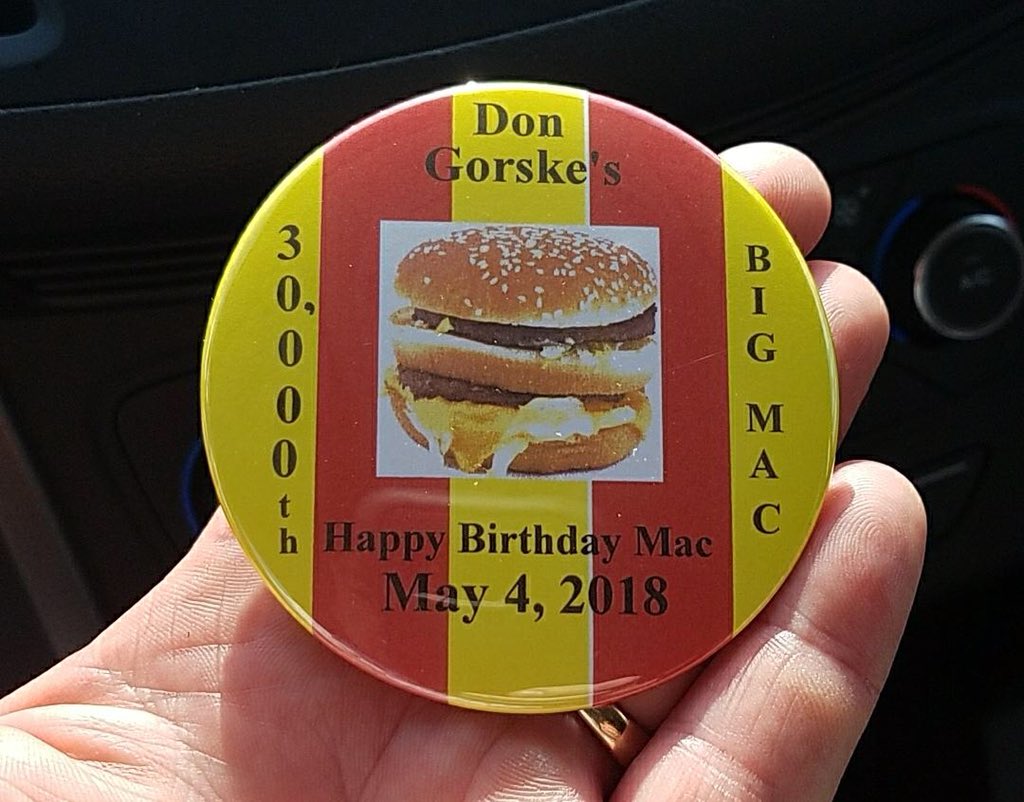 Don
Gorske's
30,000th
BIG MAC
Happy Birthday Mac
May 4, 2018